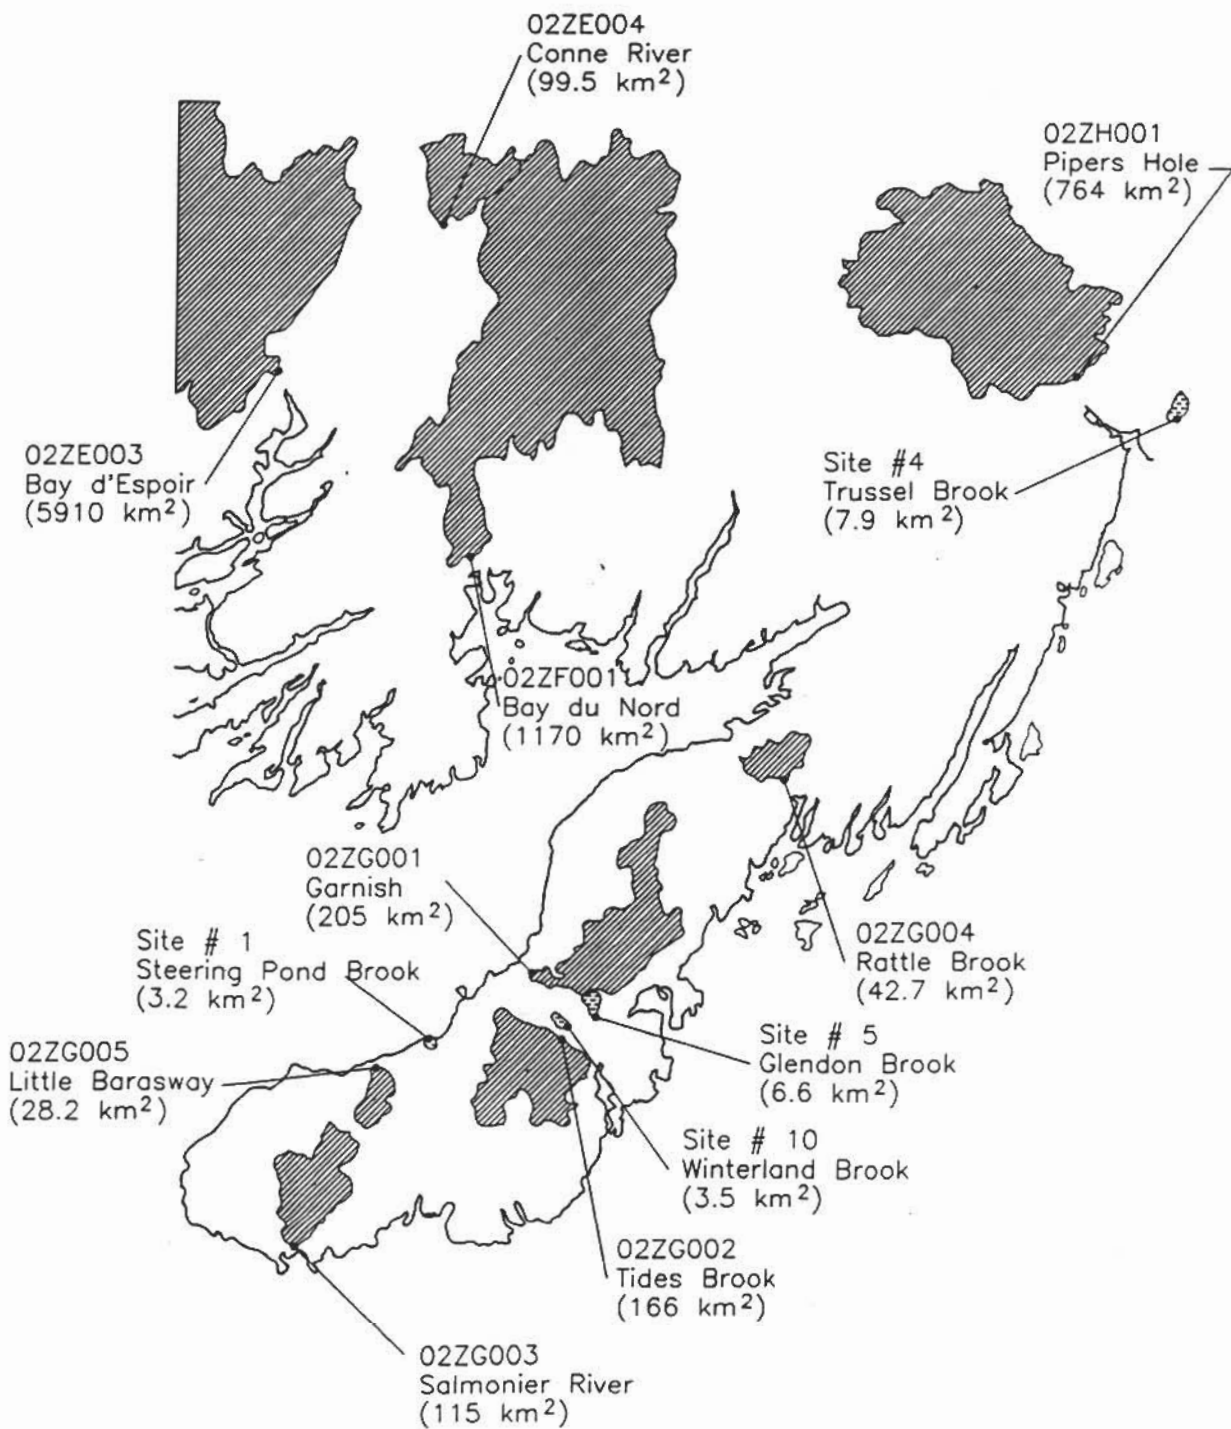 02ZE004
Conne River
(99.5 km²)
02ZH001
Pipers Hole
(764 km²)
02ZE003
Bay d'Espoir
(5910 km²)
Site #4
Trussel Brook
(7.9 km²)
02ZF001
Bay du Nord
(1170 km²)
02ZG001
Garnish
(205 km²)
Site # 1
Steering Pond Brook
(3.2 km²)
02ZG004
Rattle Brook
(42.7 km²)
02ZG005
Little Barasway
(28.2 km²)
Site # 5
Glendon Brook
(6.6 km²)
Site # 10
Winterland Brook
(3.5 km²)
02ZG002
Tides Brook
(166 km²)
02ZG003
Salmonier River
(115 km²)